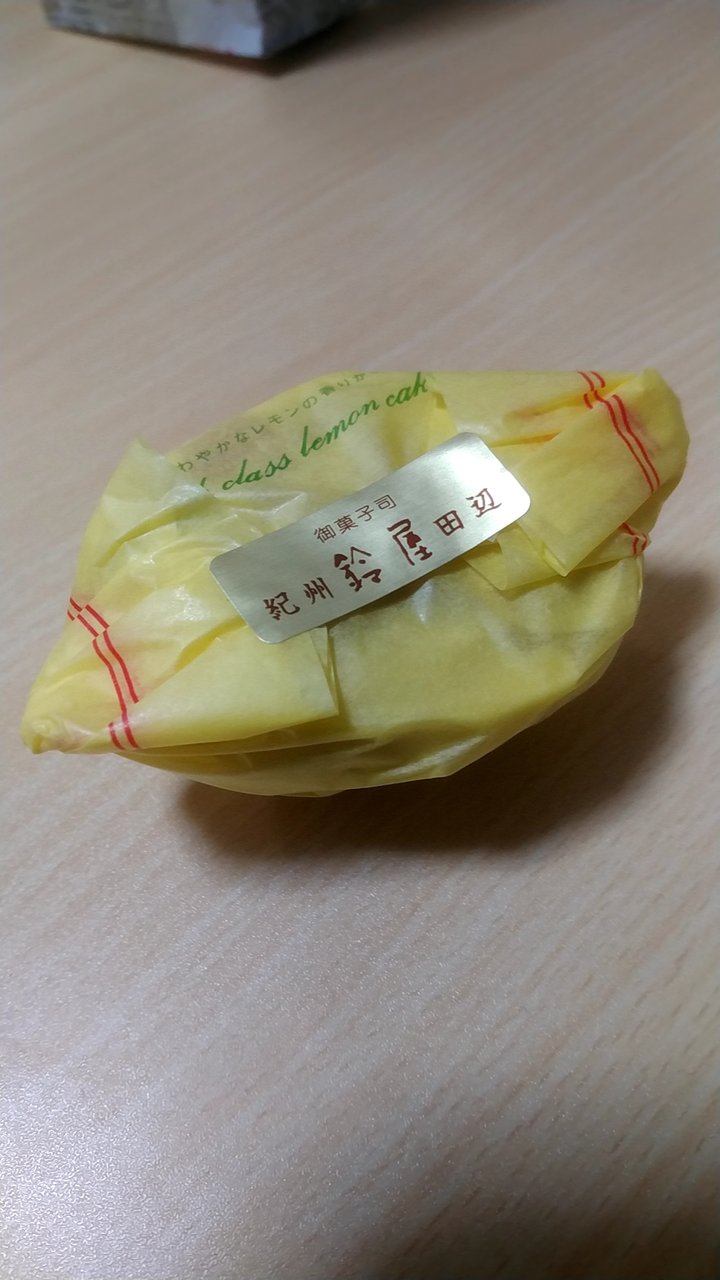 わやかなレモンの香りが
class lemon cak
御菓子司
紀州 鈴屋 田辺